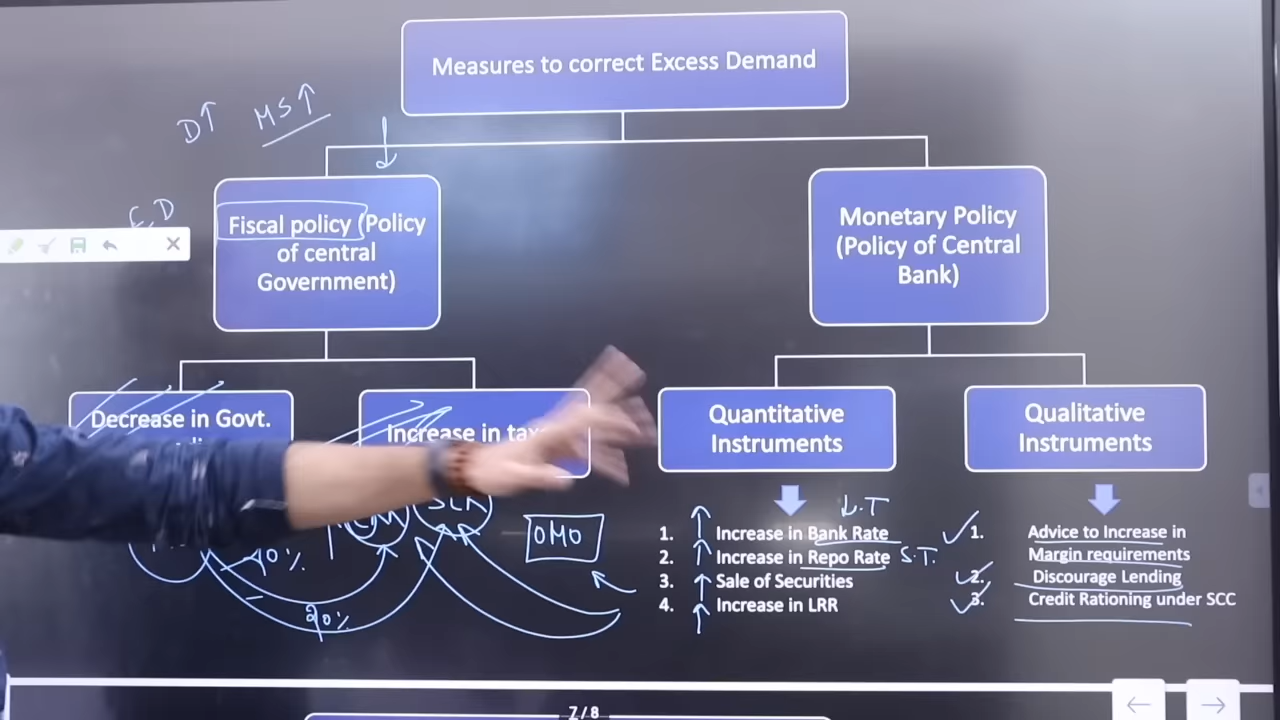 Measures to correct Excess Demand
D↑ MS↑
E.D
Fiscal policy (Policy
of central
Government)
Monetary Policy
(Policy of Central
Bank)
Decrease in Govt.
Increase in
Quantitative
Instruments
Qualitative
Instruments
L.T
SLR
OMO
10%
20%
1. Increase in Bank Rate
2. Increase in Repo Rate S.T.
3. Sale of Securities
4. Increase in LRR
1. Advice to Increase in
Margin requirements
2. Discourage Lending
3. Credit Rationing under SCC
7/8